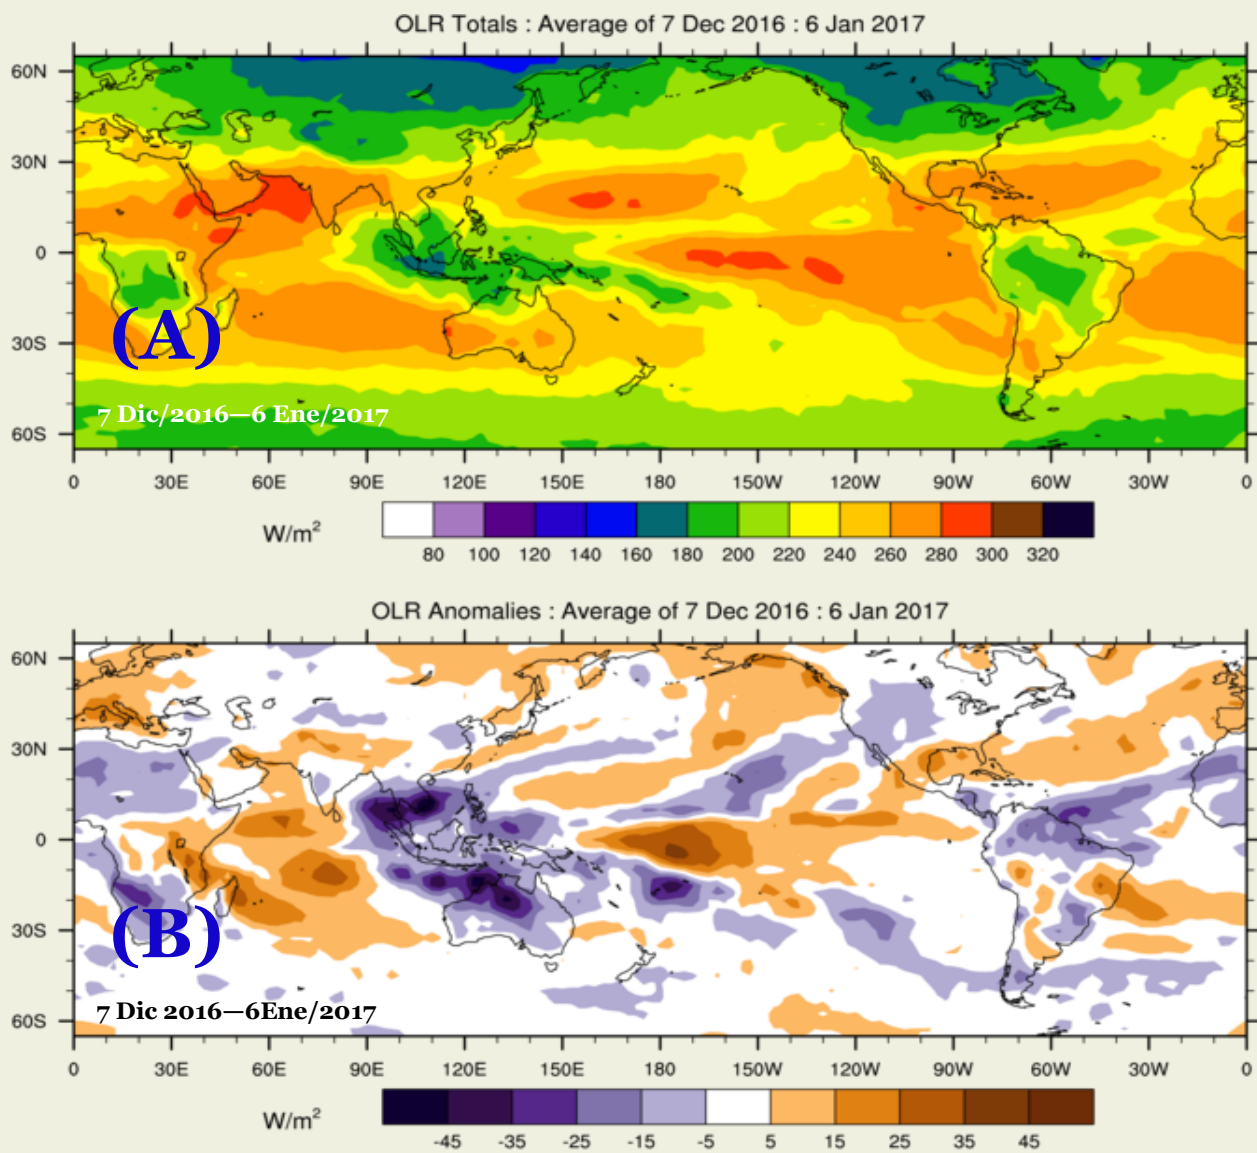 OLR Totals : Average of 7 Dec 2016 : 6 Jan 2017
60N
30N
0
30S
60S
(A)
7 Dic/2016—6 Ene/2017
0 30E 60E 90E 120E 150E 180 150W 120W 90W 60W 30W 0
W/m²
80 100 120 140 160 180 200 220 240 260 280 300 320
OLR Anomalies : Average of 7 Dec 2016 : 6 Jan 2017
60N
30N
0
30S
60S
(B)
7 Dic 2016—6Ene/2017
0 30E 60E 90E 120E 150E 180 150W 120W 90W 60W 30W 0
W/m²
-45 -35 -25 -15 -5 5 15 25 35 45